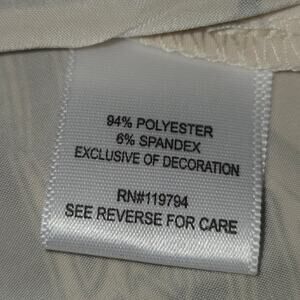 94% POLYESTER
6% SPANDEX
EXCLUSIVE OF DECORATION
RN#119794
SEE REVERSE FOR CARE